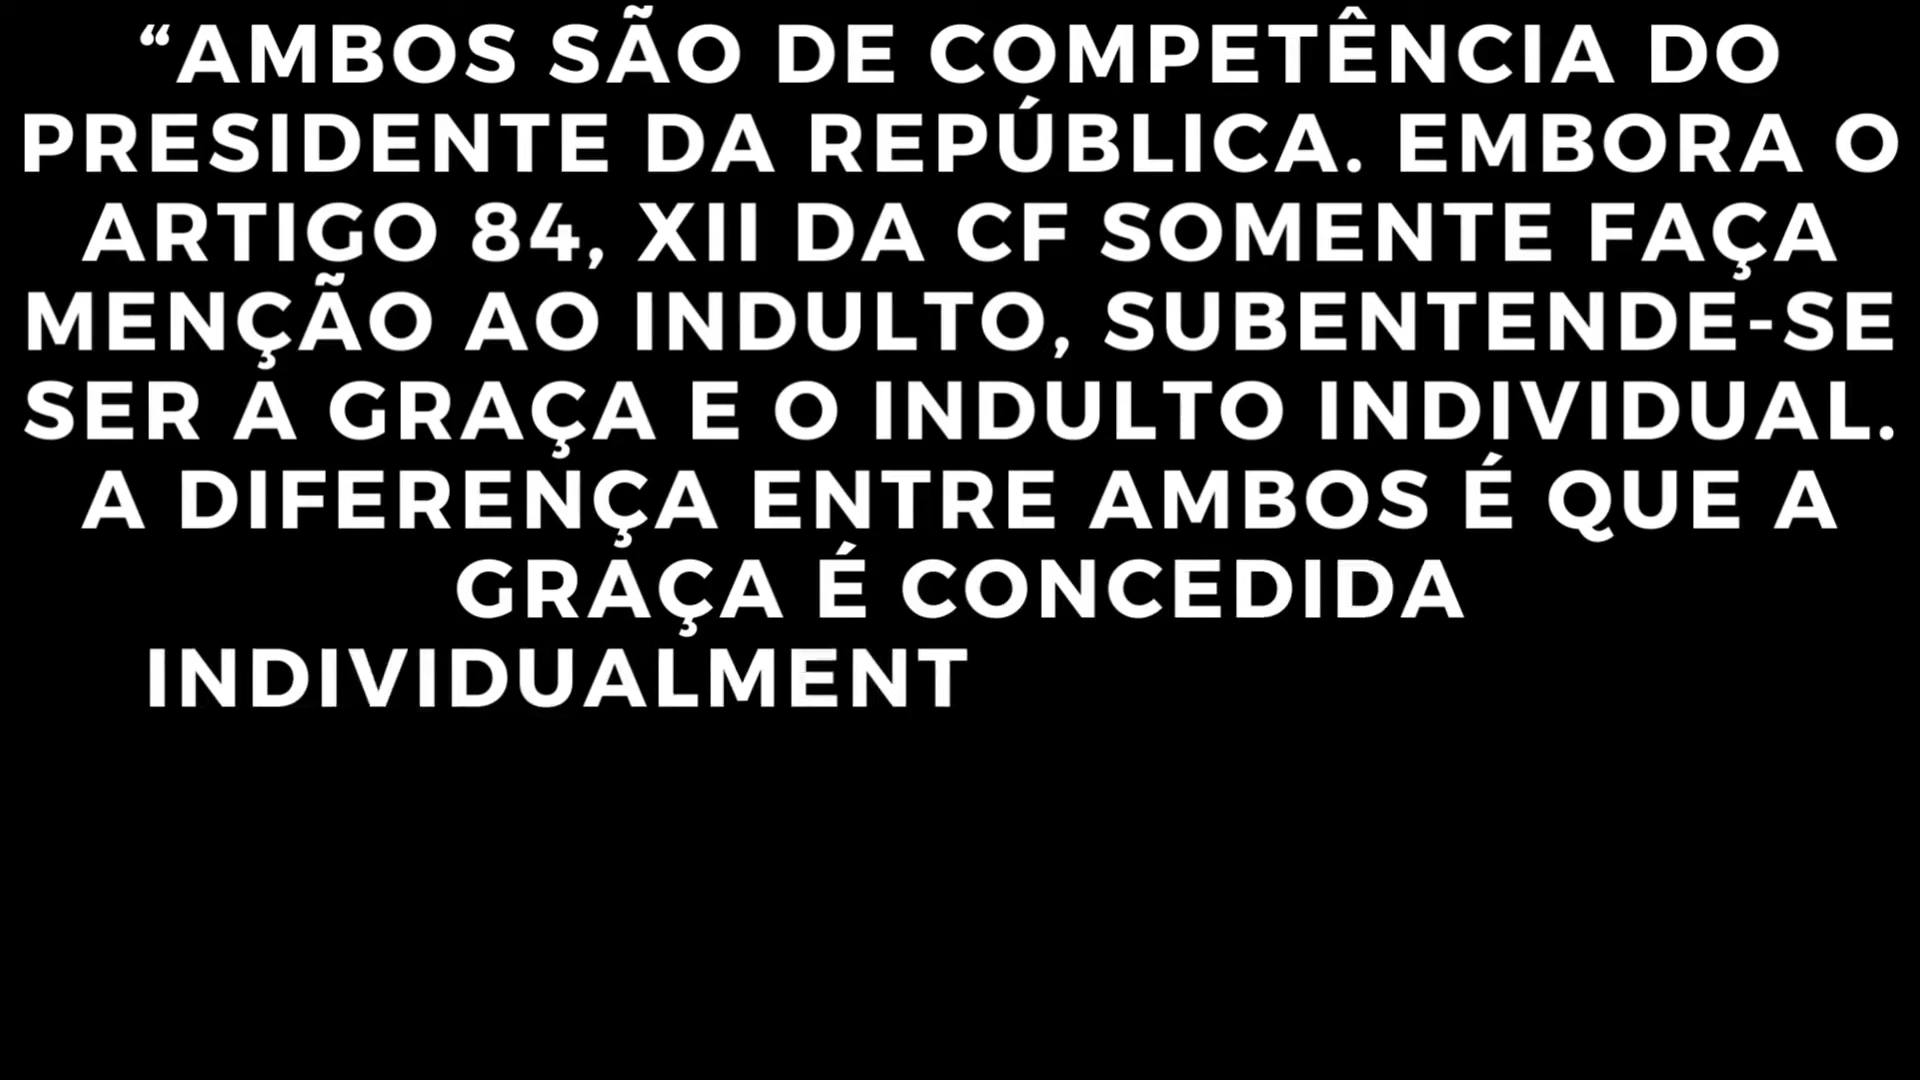 “AMBOS SÃO DE COMPETÊNCIA DO
PRESIDENTE DA REPÚBLICA. EMBORA O
ARTIGO 84, XII DA CF SOMENTE FAÇA
MENÇÃO AO INDULTO, SUBENTENDE-SE
SER A GRAÇA E O INDULTO INDIVIDUAL.
A DIFERENÇA ENTRE AMBOS É QUE A
GRAÇA É CONCEDIDA
INDIVIDUALMENT